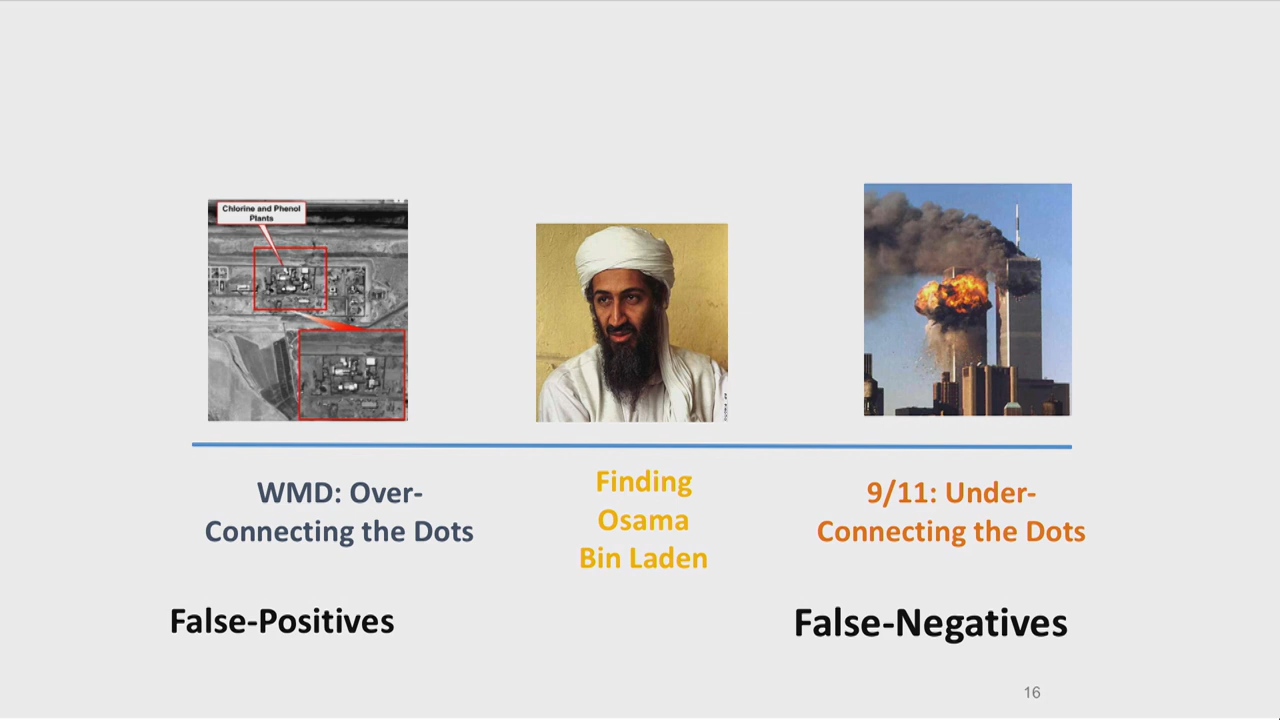 Chlorine and Phenol
Plants
WMD: Over-
Connecting the Dots
Finding
Osama
Bin Laden
9/11: Under-
Connecting the Dots
False-Positives
False-Negatives
16